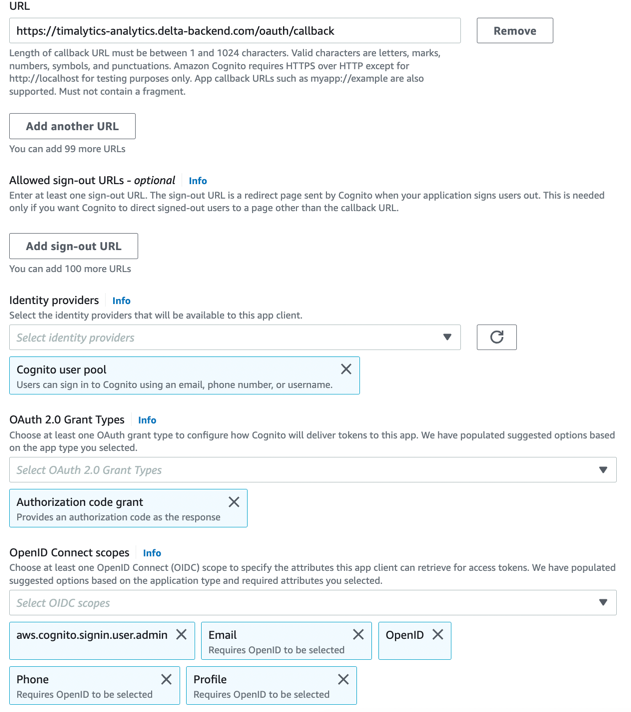 URL
https://timalytics-analytics.delta-backend.com/oauth/callback
Remove
Length of callback URL must be between 1 and 1024 characters. Valid characters are letters, marks,
numbers, symbols, and punctuations. Amazon Cognito requires HTTPS over HTTP except for
http://localhost for testing purposes only. App callback URLs such as myapp://example are also
supported. Must not contain a fragment.
Add another URL
You can add 99 more URLs
Allowed sign-out URLs - optional Info
Enter at least one sign-out URL. The sign-out URL is a redirect page sent by Cognito when your application signs users out. This is needed
only if you want Cognito to direct signed-out users to a page other than the callback URL.
Add sign-out URL
You can add 100 more URLs
Identity providers Info
Select the identity providers that will be available to this app client.
Select identity providers
Cognito user pool
Users can sign in to Cognito using an email, phone number, or username.
OAuth 2.0 Grant Types Info
Choose at least one OAuth grant type to configure how Cognito will deliver tokens to this app. We have populated suggested options based
on the app type you selected.
Select OAuth 2.0 Grant Types
Authorization code grant
Provides an authorization code as the response
OpenID Connect scopes Info
Choose at least one OpenID Connect (OIDC) scope to specify the attributes this app client can retrieve for access tokens. We have populated
suggested options based on the application type and required attributes you selected.
Select OIDC scopes
aws.cognito.signin.user.admin
Email
Requires OpenID to be selected
OpenID
Phone
Requires OpenID to be selected
Profile
Requires OpenID to be selected